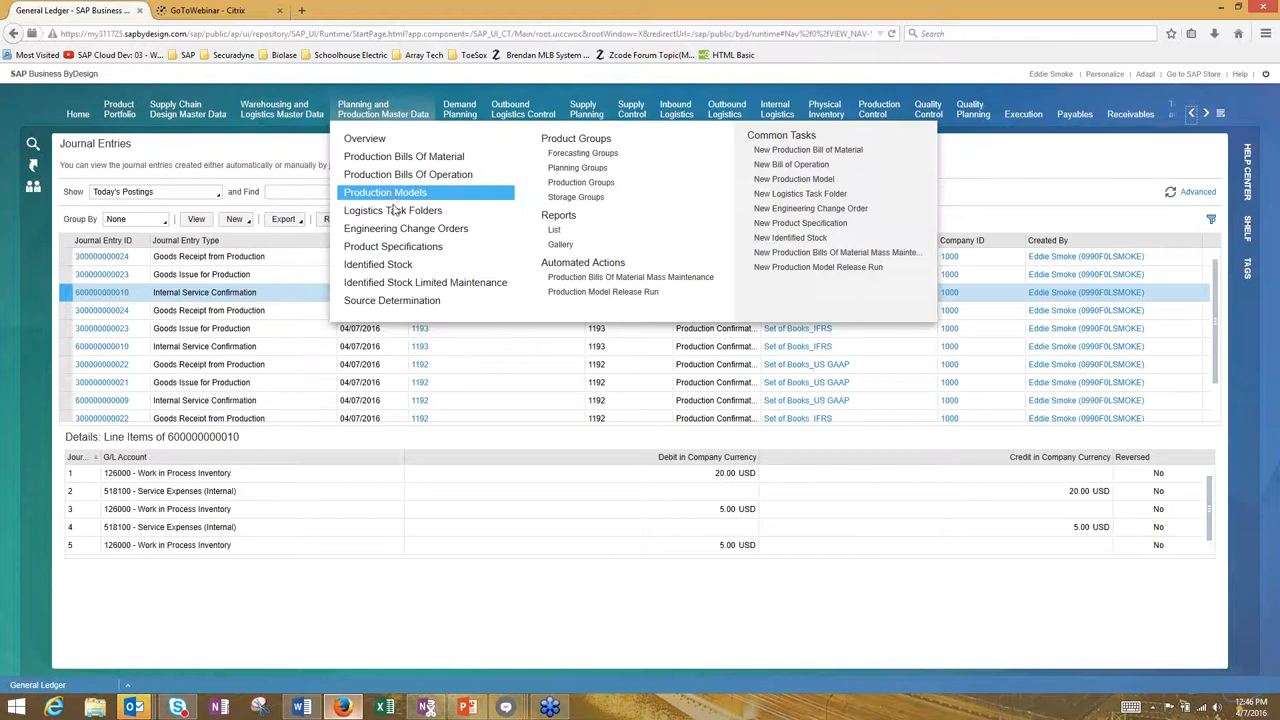 General Ledger - SAP Business ByDesign
GoToWebinar - Citrix
https://my311725.sapbydesign.com/sap/public/ap/ui/repository/SAP_UI/Runtime/StartPage.html?app.component=/SAP_UI_CT/Main/root.uiccwoc&rootWindow=X&redirectUrl=/sap/public/byd/runtime#Nav%2f0%2fVIEW_NAV-
Search
Most Visited
SAP Cloud Dev: 03 - W...
SAP
Securadyne
Biolase
Schoolhouse Electric
Array Tech
ToeSox
Brendan MLB System ...
Zcode Forum Topic(M...
HTML Basic
SAP Business ByDesign
Eddie Smoke | Personalize | Adapt | Go to SAP Store | Help
Home
Product Portfolio
Supply Chain Design Master Data
Warehousing and Logistics Master Data
Planning and Production Master Data
Demand Planning
Outbound Logistics Control
Supply Planning
Supply Control
Inbound Logistics
Outbound Logistics
Internal Logistics
Physical Inventory
Production Control
Quality Control
Quality Planning
Execution
Payables
Receivables
Journal Entries
You can view the journal entries created either automatically or manually by
Show Today's Postings and Find
Advanced
Group By None View New Export
Overview
Production Bills Of Material
Production Bills Of Operation
Production Models
Logistics Task Folders
Engineering Change Orders
Product Specifications
Identified Stock
Identified Stock Limited Maintenance
Source Determination
Product Groups
Forecasting Groups
Planning Groups
Production Groups
Storage Groups
Reports
List
Gallery
Automated Actions
Production Bills Of Material Mass Maintenance
Production Model Release Run
Common Tasks
New Production Bill of Material
New Bill of Operation
New Production Model
New Logistics Task Folder
New Engineering Change Order
New Product Specification
New Identified Stock
New Production Bills Of Material Mass Mainte...
New Production Model Release Run
HELP CENTER
SHELF
TAGS
Journal Entry ID Journal Entry Type Company ID Created By
300000000024 Goods Receipt from Production 1000 Eddie Smoke (0990F0LSMOKE)
300000000023 Goods Issue for Production 1000 Eddie Smoke (0990F0LSMOKE)
600000000010 Internal Service Confirmation 1000 Eddie Smoke (0990F0LSMOKE)
300000000024 Goods Receipt from Production 1000 Eddie Smoke (0990F0LSMOKE)
300000000023 Goods Issue for Production 04/07/2016 1193 1193 Production Confirmat... Set of Books_IFRS 1000 Eddie Smoke (0990F0LSMOKE)
600000000010 Internal Service Confirmation 04/07/2016 1193 1193 Production Confirmat... Set of Books_IFRS 1000 Eddie Smoke (0990F0LSMOKE)
300000000022 Goods Receipt from Production 04/07/2016 1192 1192 Production Confirmat... Set of Books_US GAAP 1000 Eddie Smoke (0990F0LSMOKE)
300000000021 Goods Issue for Production 04/07/2016 1192 1192 Production Confirmat... Set of Books_US GAAP 1000 Eddie Smoke (0990F0LSMOKE)
600000000009 Internal Service Confirmation 04/07/2016 1192 1192 Production Confirmat... Set of Books_US GAAP 1000 Eddie Smoke (0990F0LSMOKE)
300000000022 Goods Receipt from Production 04/07/2016 1192 1192 Production Confirmat... Set of Books_IFRS 1000 Eddie Smoke (0990F0LSMOKE)
Details: Line Items of 600000000010
Jour... G/L Account Debit in Company Currency Credit in Company Currency Reversed
1 126000 - Work in Process Inventory 20.00 USD No
2 518100 - Service Expenses (Internal) 20.00 USD No
3 126000 - Work in Process Inventory 5.00 USD No
4 518100 - Service Expenses (Internal) 5.00 USD No
5 126000 - Work in Process Inventory 5.00 USD No
General Ledger
12:46 PM
4/7/2016